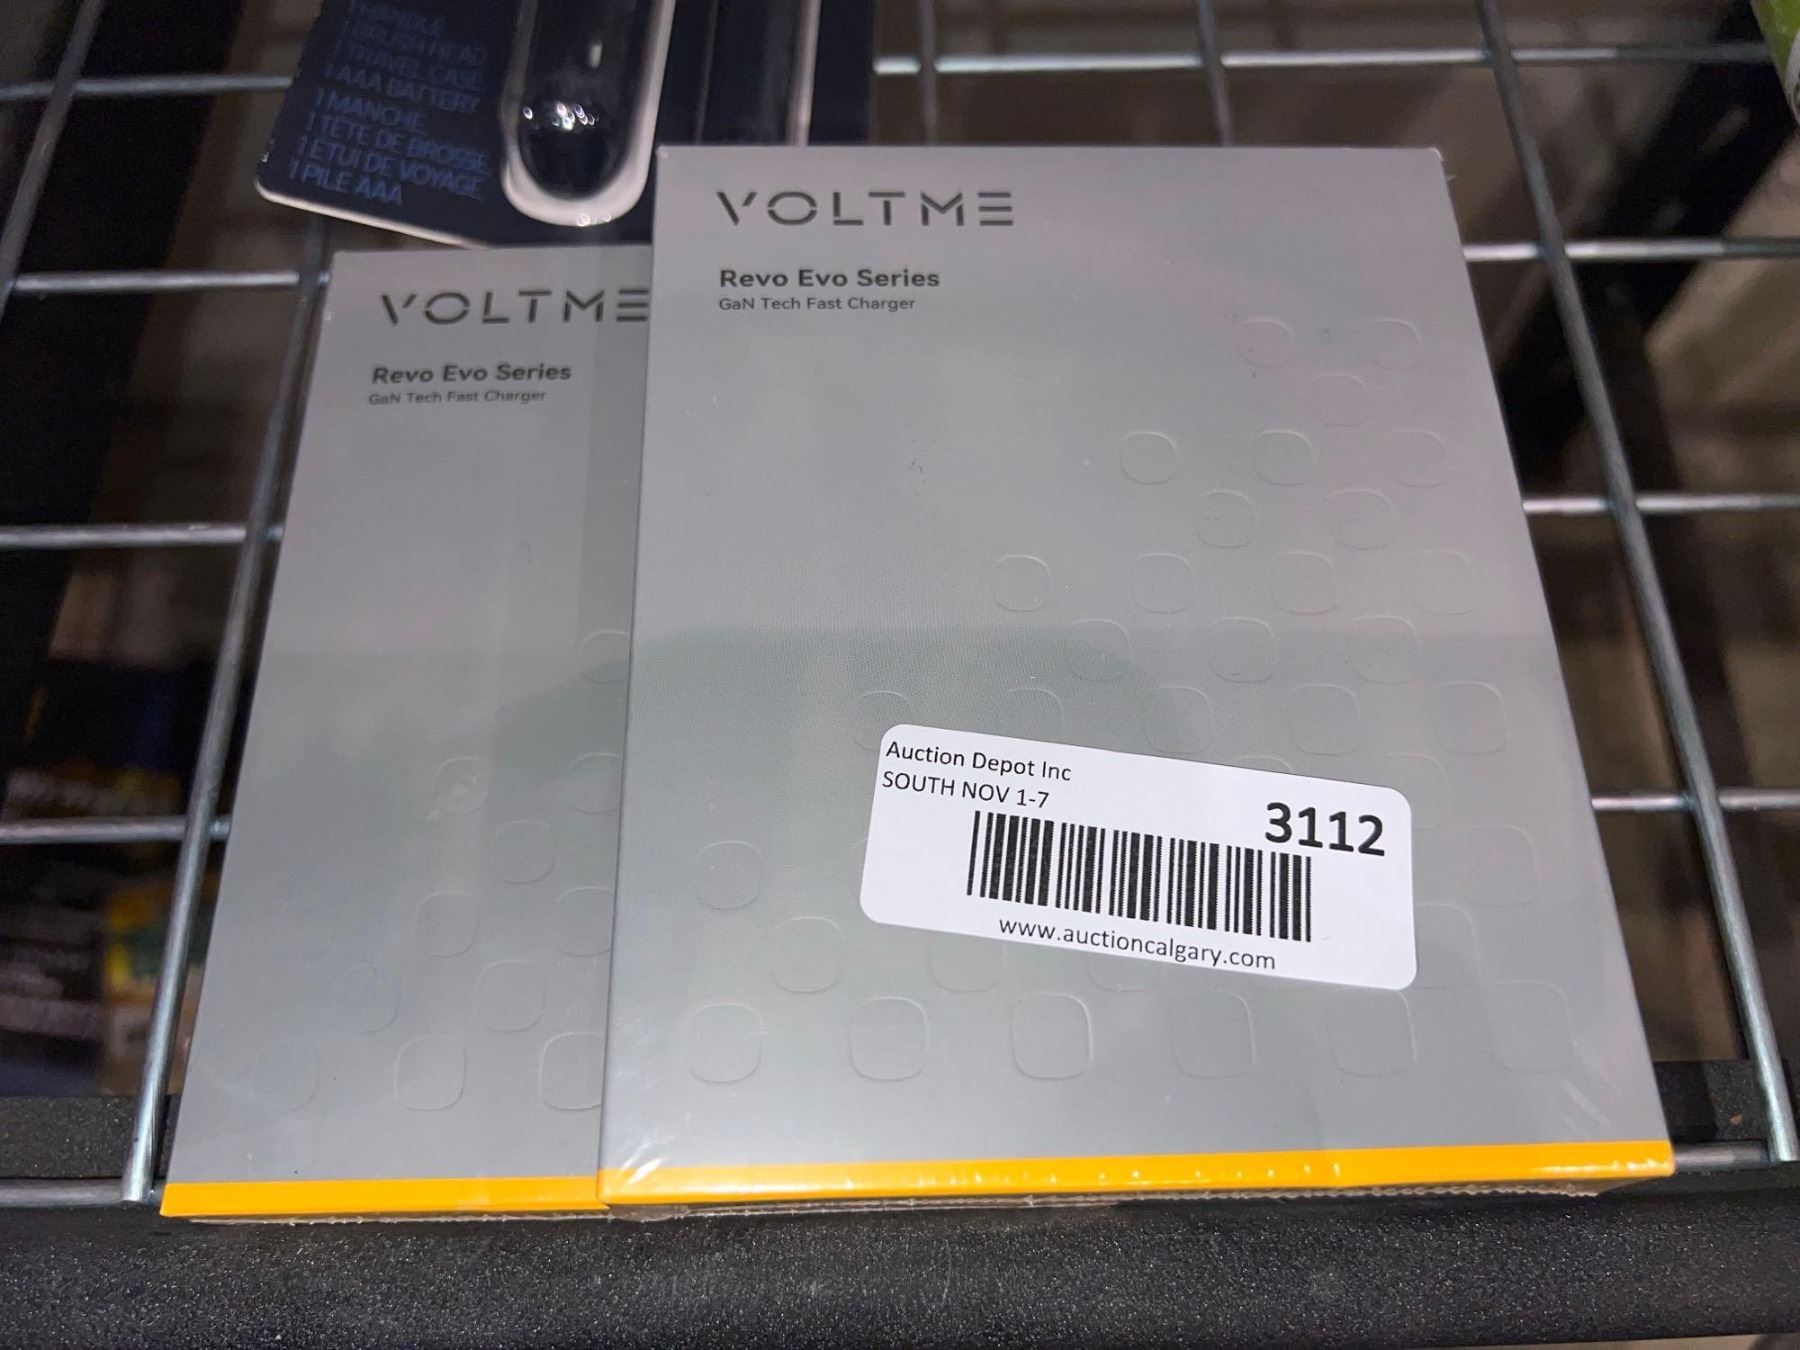 1 HANDLE
1 BRUSH HEAD
1 TRAVEL CASE
1 AAA BATTERY
1 MANCHE
1 TÊTE DE BROSSE
1 ÉTUI DE VOYAGE
1 PILE AAA
VOLTME
Revo Evo Series
GaN Tech Fast Charger
VOLTME
Revo Evo Series
GaN Tech Fast Charger
Auction Depot Inc
SOUTH NOV 1-7
3112
www.auctioncalgary.com